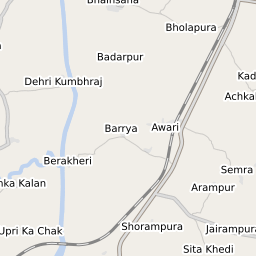 Bhainsana
Bholapura
Badarpur
Dehri Kumbhraj
Kad
Achkal
Barrya
Awari
Berakheri
Semra
nka Kalan
Arampur
Shorampura
Jairampura
Upri Ka Chak
Sita Khedi